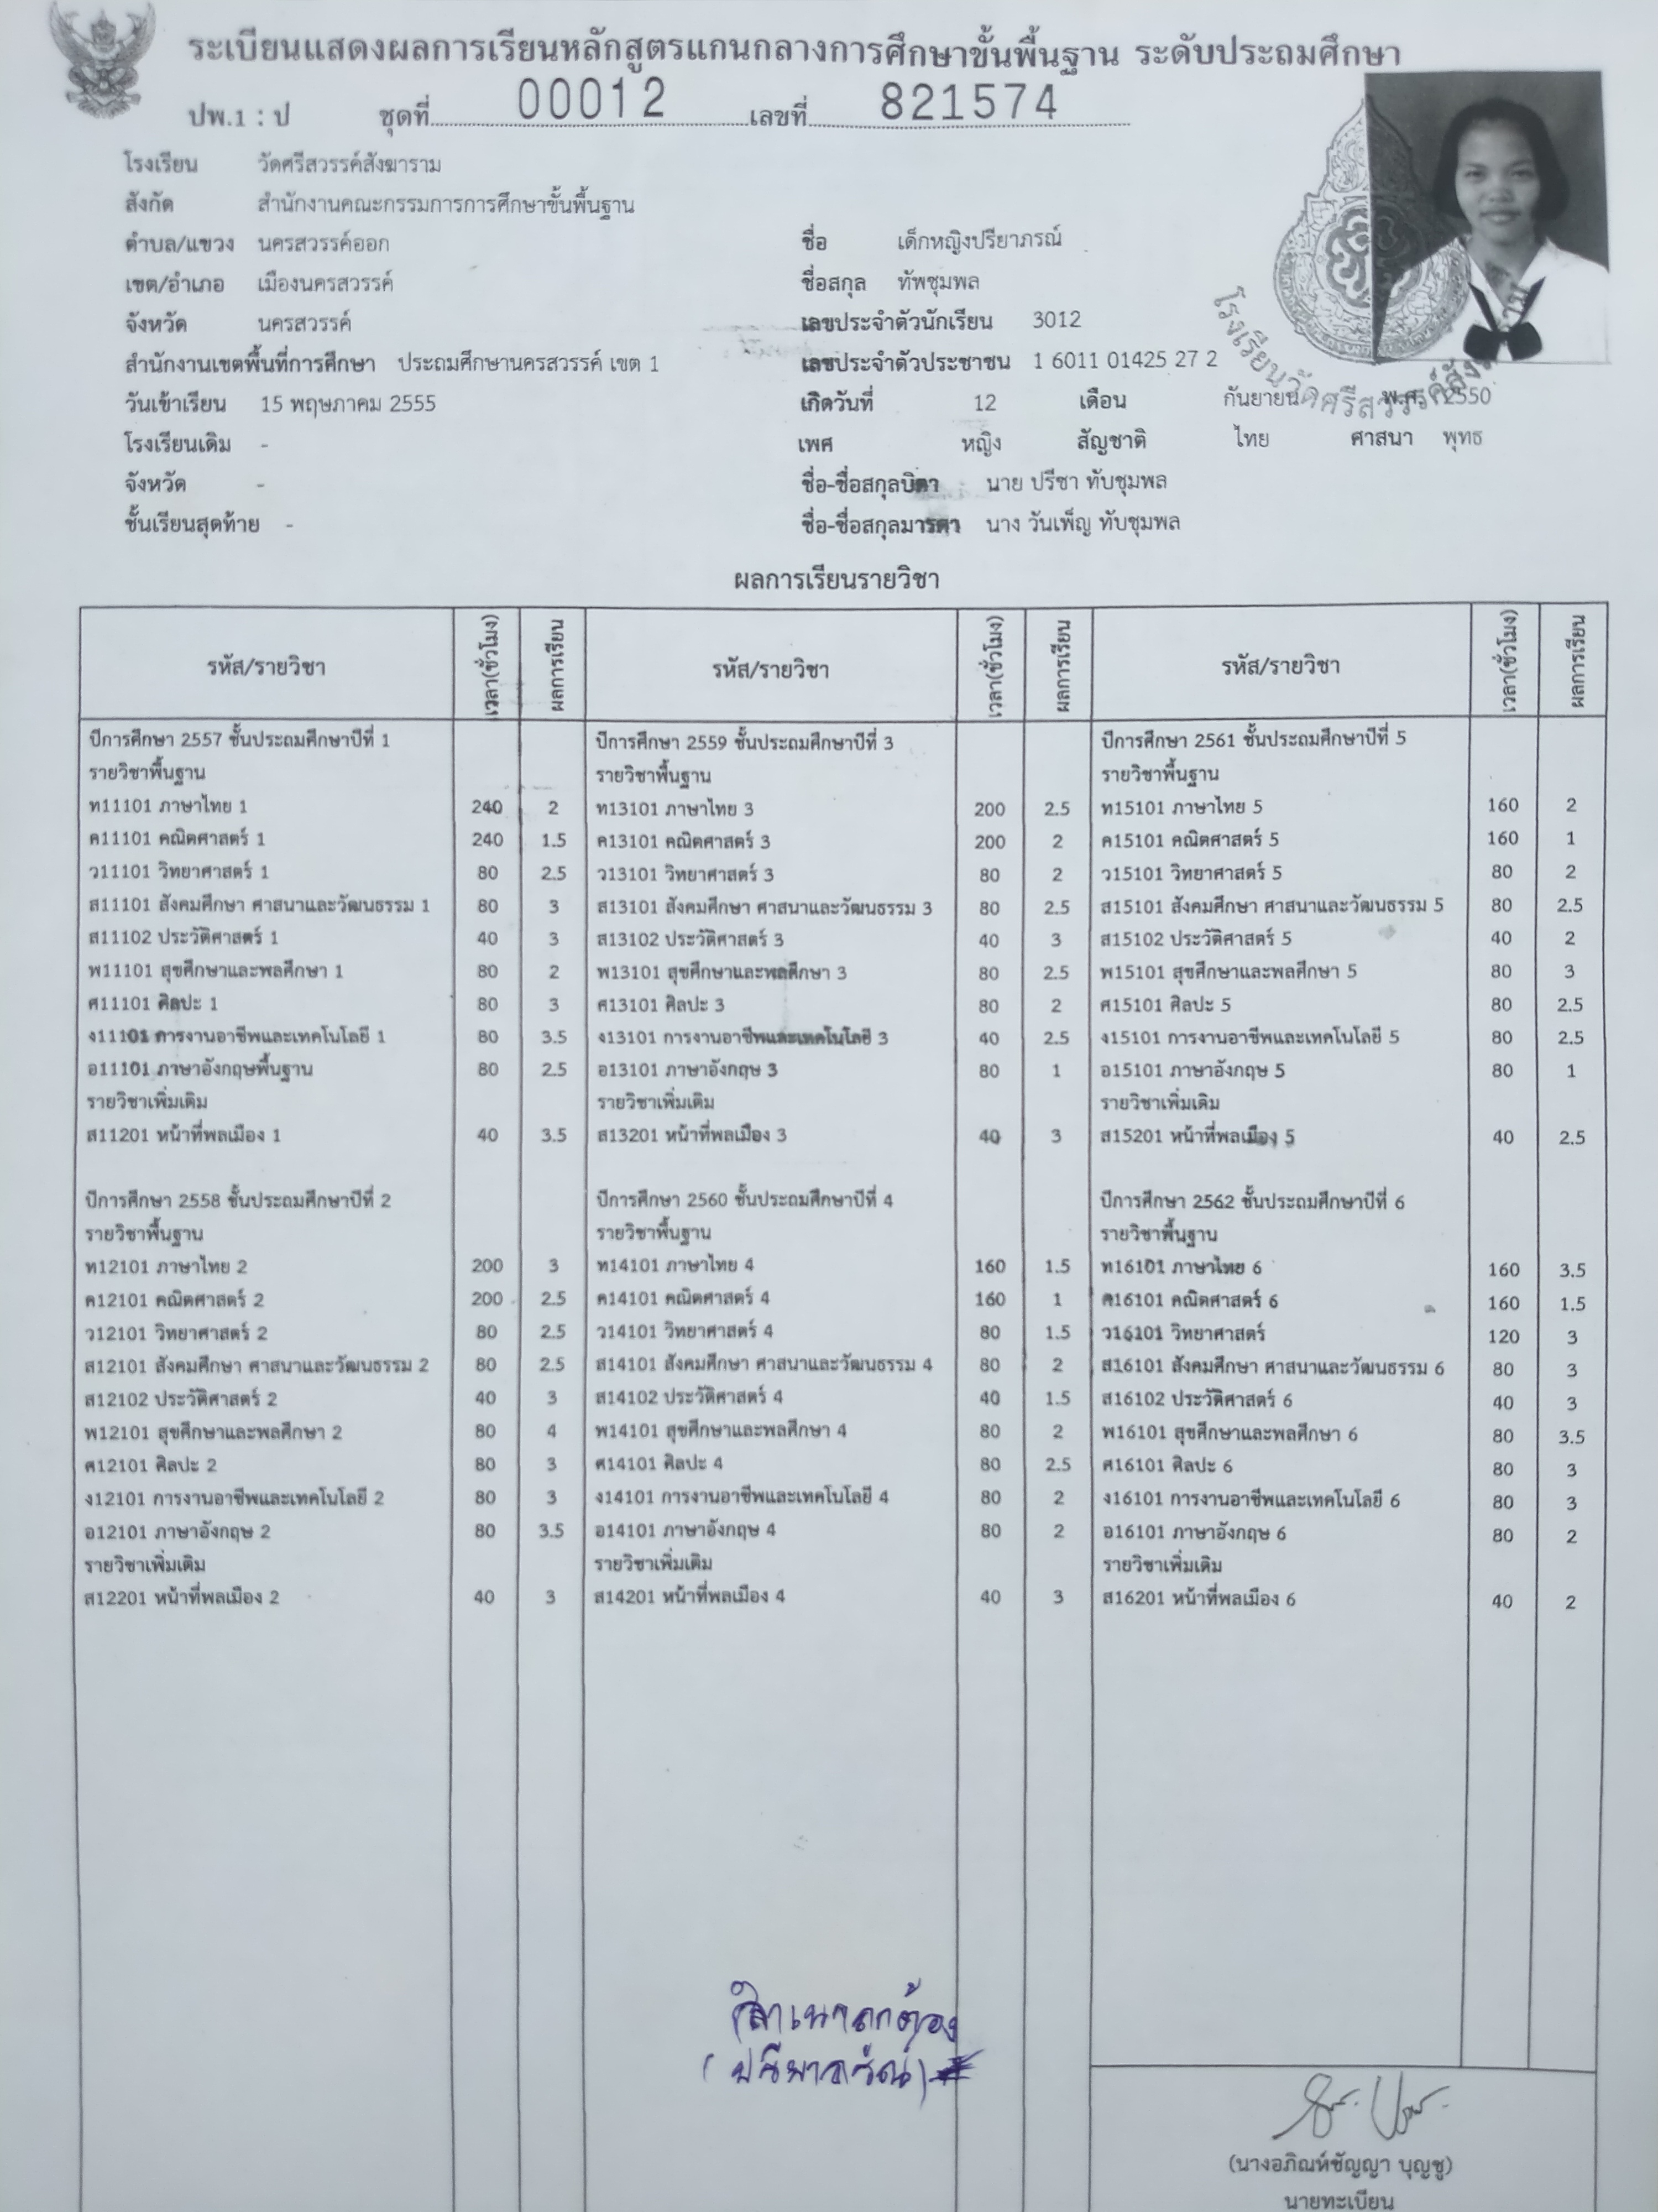 ระเบียนแสดงผลการเรียนหลักสูตรแกนกลางการศึกษาขั้นพื้นฐาน ระดับประถมศึกษา
ปพ.1 : ป ชุดที่ 00012 เลขที่ 821574
โรงเรียน วัดศรีสวรรค์สังฆาราม
สังกัด สำนักงานคณะกรรมการการศึกษาขั้นพื้นฐาน
ตำบล/แขวง นครสวรรค์ออก
เขต/อำเภอ เมืองนครสวรรค์
จังหวัด นครสวรรค์
สำนักงานเขตพื้นที่การศึกษา ประถมศึกษานครสวรรค์ เขต 1
วันเข้าเรียน 15 พฤษภาคม 2555
โรงเรียนเดิม -
จังหวัด -
ชั้นเรียนสุดท้าย -
ชื่อ เด็กหญิงปรียาภรณ์
ชื่อสกุล ทัพชุมพล
เลขประจำตัวนักเรียน 3012
เลขประจำตัวประชาชน 1 6011 01425 27 2
เกิดวันที่ 12 เดือน กันยายน พ.ศ. 2550
เพศ หญิง สัญชาติ ไทย ศาสนา พุทธ
ชื่อ-ชื่อสกุลบิดา นาย ปรีชา ทับชุมพล
ชื่อ-ชื่อสกุลมารดา นาง วันเพ็ญ ทับชุมพล
โรงเรียนวัดศรีสวรรค์สัง
ผลการเรียนรายวิชา
รหัส/รายวิชา เวลา(ชั่วโมง) ผลการเรียน
ปีการศึกษา 2557 ชั้นประถมศึกษาปีที่ 1
รายวิชาพื้นฐาน
ท11101 ภาษาไทย 1 240 2
ค11101 คณิตศาสตร์ 1 240 1.5
ว11101 วิทยาศาสตร์ 1 80 2.5
ส11101 สังคมศึกษา ศาสนาและวัฒนธรรม 1 80 3
ส11102 ประวัติศาสตร์ 1 40 3
พ11101 สุขศึกษาและพลศึกษา 1 80 2
ศ11101 ศิลปะ 1 80 3
ง11101 การงานอาชีพและเทคโนโลยี 1 80 3.5
อ11101 ภาษาอังกฤษพื้นฐาน 80 2.5
รายวิชาเพิ่มเติม
ส11201 หน้าที่พลเมือง 1 40 3.5
ปีการศึกษา 2558 ชั้นประถมศึกษาปีที่ 2
รายวิชาพื้นฐาน
ท12101 ภาษาไทย 2 200 3
ค12101 คณิตศาสตร์ 2 200 2.5
ว12101 วิทยาศาสตร์ 2 80 2.5
ส12101 สังคมศึกษา ศาสนาและวัฒนธรรม 2 80 2.5
ส12102 ประวัติศาสตร์ 2 40 3
พ12101 สุขศึกษาและพลศึกษา 2 80 4
ศ12101 ศิลปะ 2 80 3
ง12101 การงานอาชีพและเทคโนโลยี 2 80 3
อ12101 ภาษาอังกฤษ 2 80 3.5
รายวิชาเพิ่มเติม
ส12201 หน้าที่พลเมือง 2 40 3
รหัส/รายวิชา เวลา(ชั่วโมง) ผลการเรียน
ปีการศึกษา 2559 ชั้นประถมศึกษาปีที่ 3
รายวิชาพื้นฐาน
ท13101 ภาษาไทย 3 200 2.5
ค13101 คณิตศาสตร์ 3 200 2
ว13101 วิทยาศาสตร์ 3 80 2
ส13101 สังคมศึกษา ศาสนาและวัฒนธรรม 3 80 2.5
ส13102 ประวัติศาสตร์ 3 40 3
พ13101 สุขศึกษาและพลศึกษา 3 80 2.5
ศ13101 ศิลปะ 3 80 2
ง13101 การงานอาชีพและเทคโนโลยี 3 40 2.5
อ13101 ภาษาอังกฤษ 3 80 1
รายวิชาเพิ่มเติม
ส13201 หน้าที่พลเมือง 3 40 3
ปีการศึกษา 2560 ชั้นประถมศึกษาปีที่ 4
รายวิชาพื้นฐาน
ท14101 ภาษาไทย 4 160 1.5
ค14101 คณิตศาสตร์ 4 160 1
ว14101 วิทยาศาสตร์ 4 80 1.5
ส14101 สังคมศึกษา ศาสนาและวัฒนธรรม 4 80 2
ส14102 ประวัติศาสตร์ 4 40 1.5
พ14101 สุขศึกษาและพลศึกษา 4 80 2
ศ14101 ศิลปะ 4 80 2.5
ง14101 การงานอาชีพและเทคโนโลยี 4 80 2
อ14101 ภาษาอังกฤษ 4 80 2
รายวิชาเพิ่มเติม
ส14201 หน้าที่พลเมือง 4 40 3
รหัส/รายวิชา เวลา(ชั่วโมง) ผลการเรียน
ปีการศึกษา 2561 ชั้นประถมศึกษาปีที่ 5
รายวิชาพื้นฐาน
ท15101 ภาษาไทย 5 160 2
ค15101 คณิตศาสตร์ 5 160 1
ว15101 วิทยาศาสตร์ 5 80 2
ส15101 สังคมศึกษา ศาสนาและวัฒนธรรม 5 80 2.5
ส15102 ประวัติศาสตร์ 5 40 2
พ15101 สุขศึกษาและพลศึกษา 5 80 3
ศ15101 ศิลปะ 5 80 2.5
ง15101 การงานอาชีพและเทคโนโลยี 5 80 2.5
อ15101 ภาษาอังกฤษ 5 80 1
รายวิชาเพิ่มเติม
ส15201 หน้าที่พลเมือง 5 40 2.5
ปีการศึกษา 2562 ชั้นประถมศึกษาปีที่ 6
รายวิชาพื้นฐาน
ท16101 ภาษาไทย 6 160 3.5
ค16101 คณิตศาสตร์ 6 160 1.5
ว16101 วิทยาศาสตร์ 120 3
ส16101 สังคมศึกษา ศาสนาและวัฒนธรรม 6 80 3
ส16102 ประวัติศาสตร์ 6 40 3
พ16101 สุขศึกษาและพลศึกษา 6 80 3.5
ศ16101 ศิลปะ 6 80 3
ง16101 การงานอาชีพและเทคโนโลยี 6 80 3
อ16101 ภาษาอังกฤษ 6 80 2
รายวิชาเพิ่มเติม
ส16201 หน้าที่พลเมือง 6 40 2
สำเนาถูกต้อง
(ปรียาภรณ์)
(นางอภิณห์ชัญญา บุญชู)
นายทะเบียน